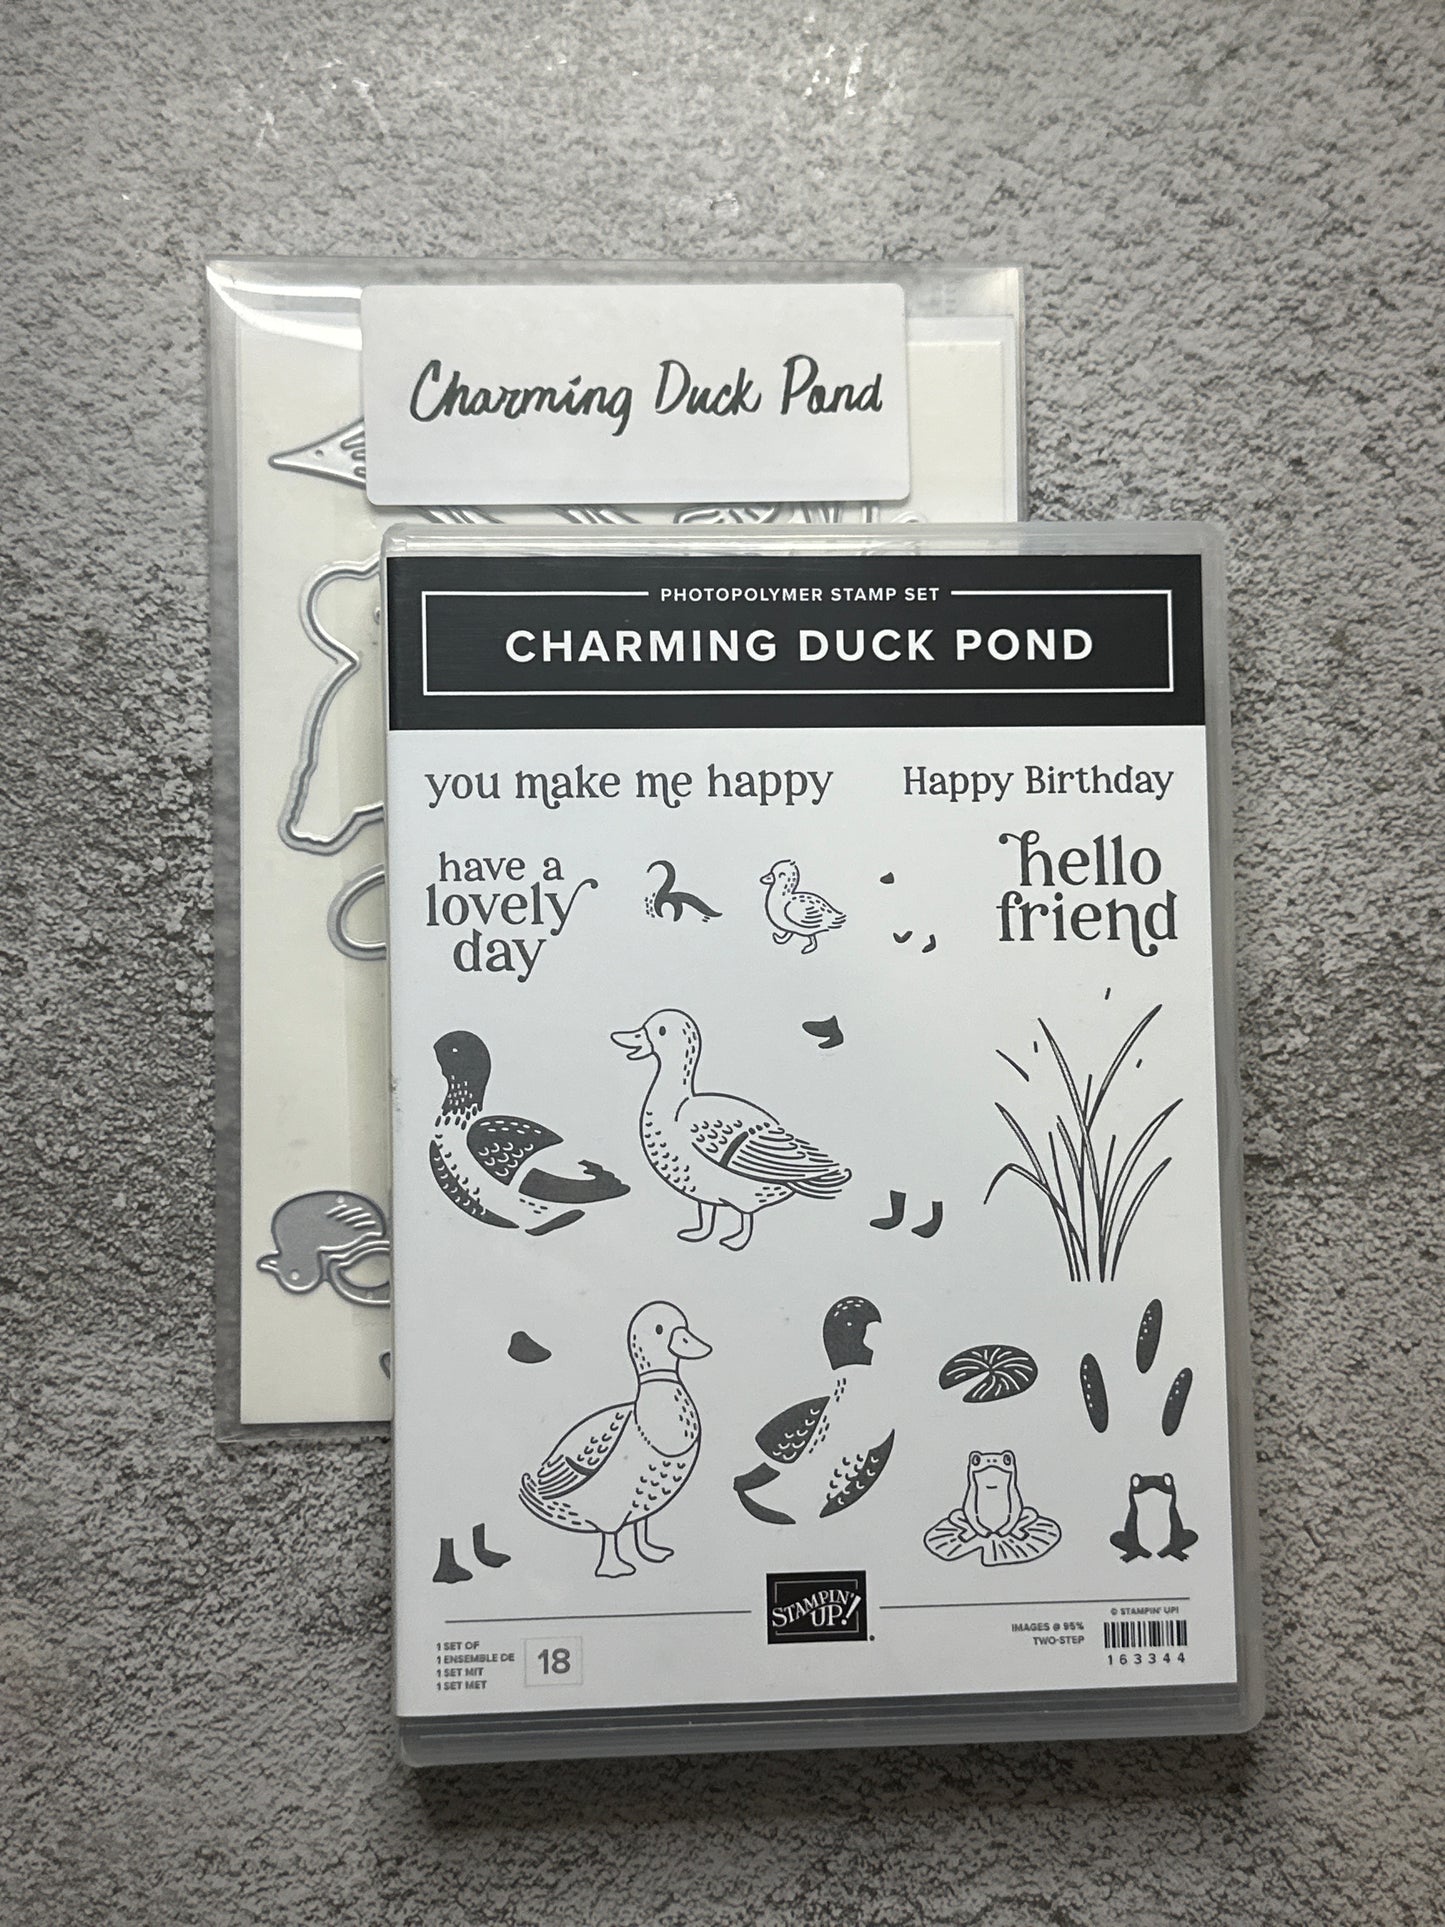 Charming Duck Pond
PHOTOPOLYMER STAMP SET
CHARMING DUCK POND
you make me happy
Happy Birthday
have a
lovely
day
hello
friend
STAMPIN'
UP!
1 SET OF
1 ENSEMBLE DE
1 SET MIT
1 SET MET
18
IMAGES @ 95%
TWO-STEP
© STAMPIN' UP!
163344